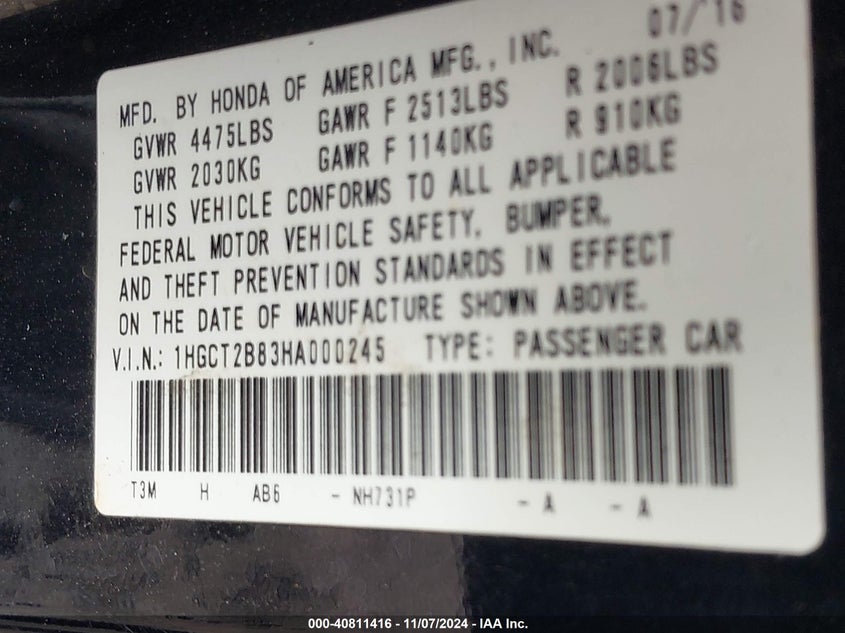 07/'16
MFD. BY HONDA OF AMERICA MFG., INC.
GVWR 4475LBS GAWR F 2513LBS R 2006LBS
GVWR 2030KG GAWR F 1140KG R 910KG
THIS VEHICLE CONFORMS TO ALL APPLICABLE
FEDERAL MOTOR VEHICLE SAFETY, BUMPER,
AND THEFT PREVENTION STANDARDS IN EFFECT
ON THE DATE OF MANUFACTURE SHOWN ABOVE.
V.I.N.: 1HGCT2B83HA000245 TYPE: PASSENGER CAR
T3M H AB6 - NH731P - A - A
000-40811416 - 11/07/2024 - IAA Inc.